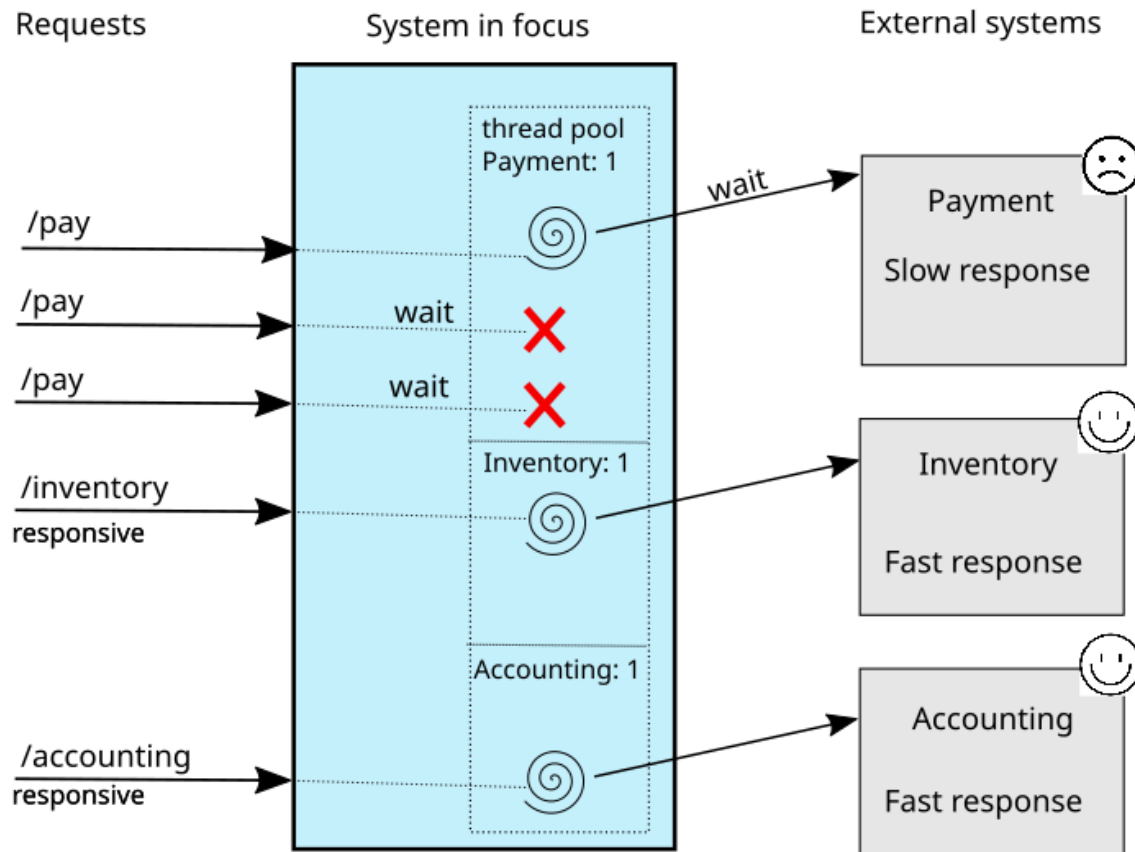 Requests
System in focus
External systems
thread pool
Payment: 1
/pay
wait
Payment
Slow response
/pay
wait
/pay
wait
Inventory: 1
/inventory
responsive
Inventory
Fast response
Accounting: 1
/accounting
responsive
Accounting
Fast response